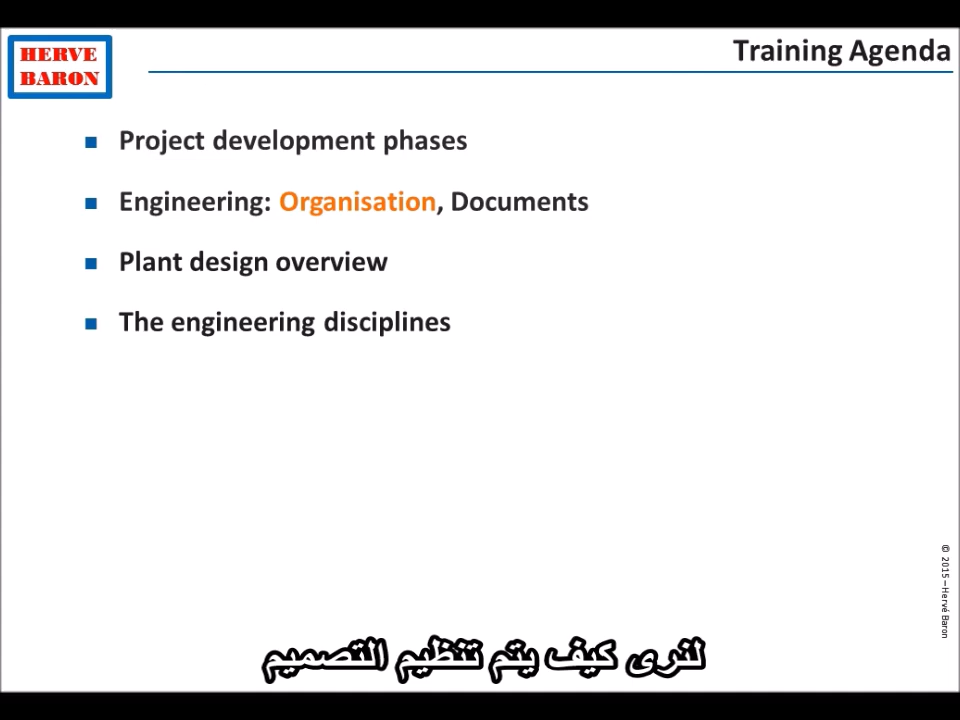 HERVE
BARON
Training Agenda
Project development phases
Engineering: Organisation, Documents
Plant design overview
The engineering disciplines
© 2015 – Hervé Baron
لنرى كيف يتم تنظيم التصميم